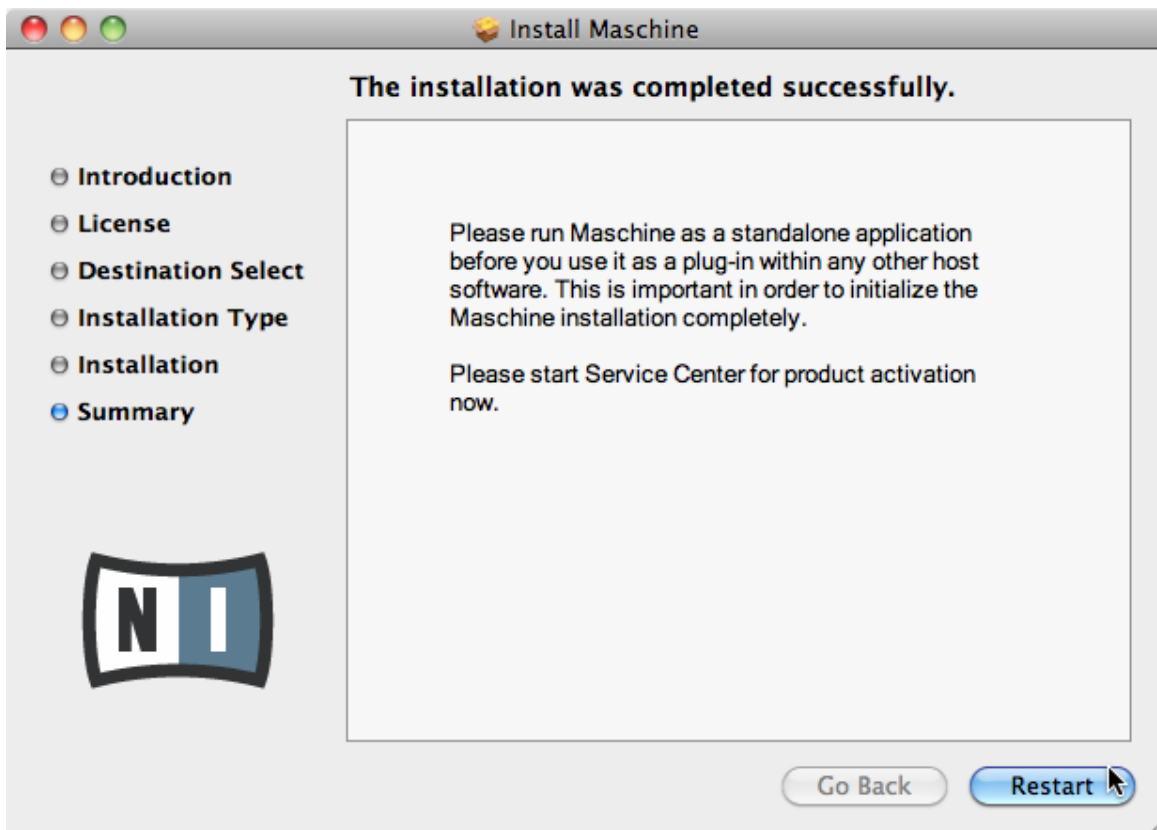 Install Maschine
The installation was completed successfully.
Introduction
License
Destination Select
Installation Type
Installation
Summary
Please run Maschine as a standalone application
before you use it as a plug-in within any other host
software. This is important in order to initialize the
Maschine installation completely.
Please start Service Center for product activation
now.
NI
Go Back
Restart